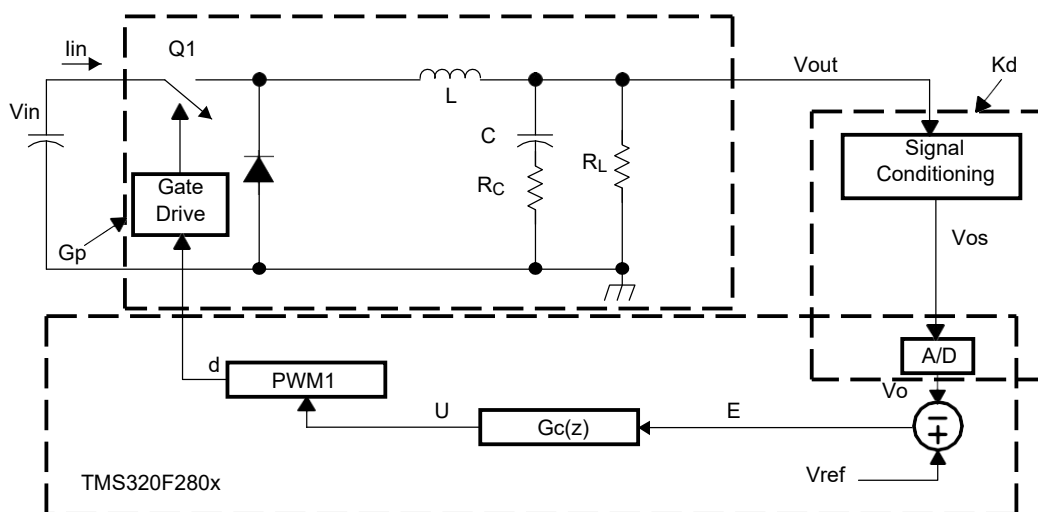 Iin
Q1
Vin
L
C
RC
RL
Gate
Drive
Gp
Vout
Kd
Signal
Conditioning
Vos
A/D
Vo
d
PWM1
U
Gc(z)
E
−
+
Vref
TMS320F280x